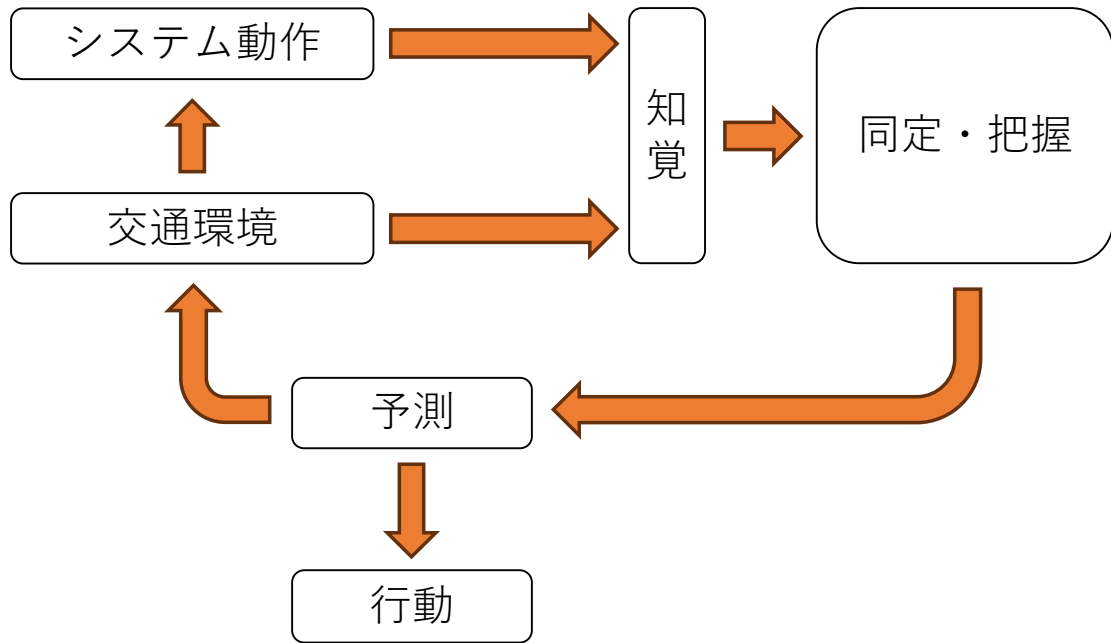 システム動作
知覚
同定・把握
交通環境
予測
行動